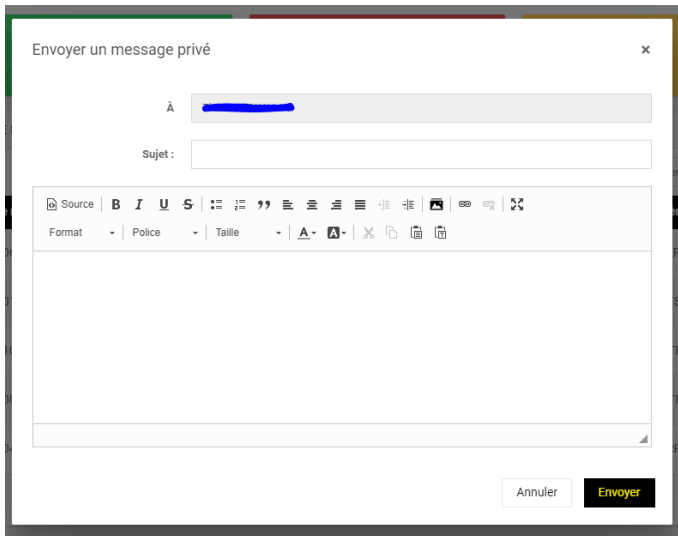 Envoyer un message privé ×
À
Sujet :
Source B I U S
Format Police Taille A A
Annuler Envoyer